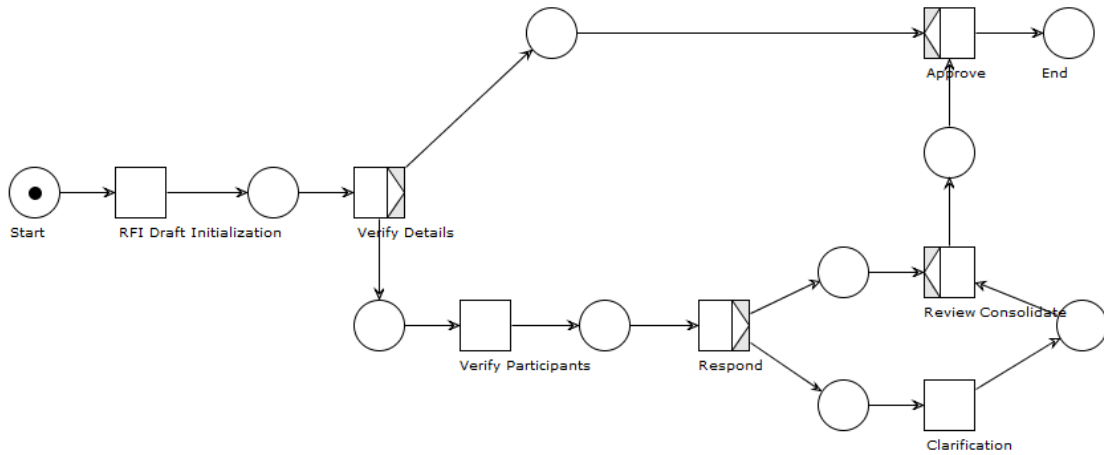 Approve
End
Start
RFI Draft Initialization
Verify Details
Review Consolidate
Verify Participants
Respond
Clarification